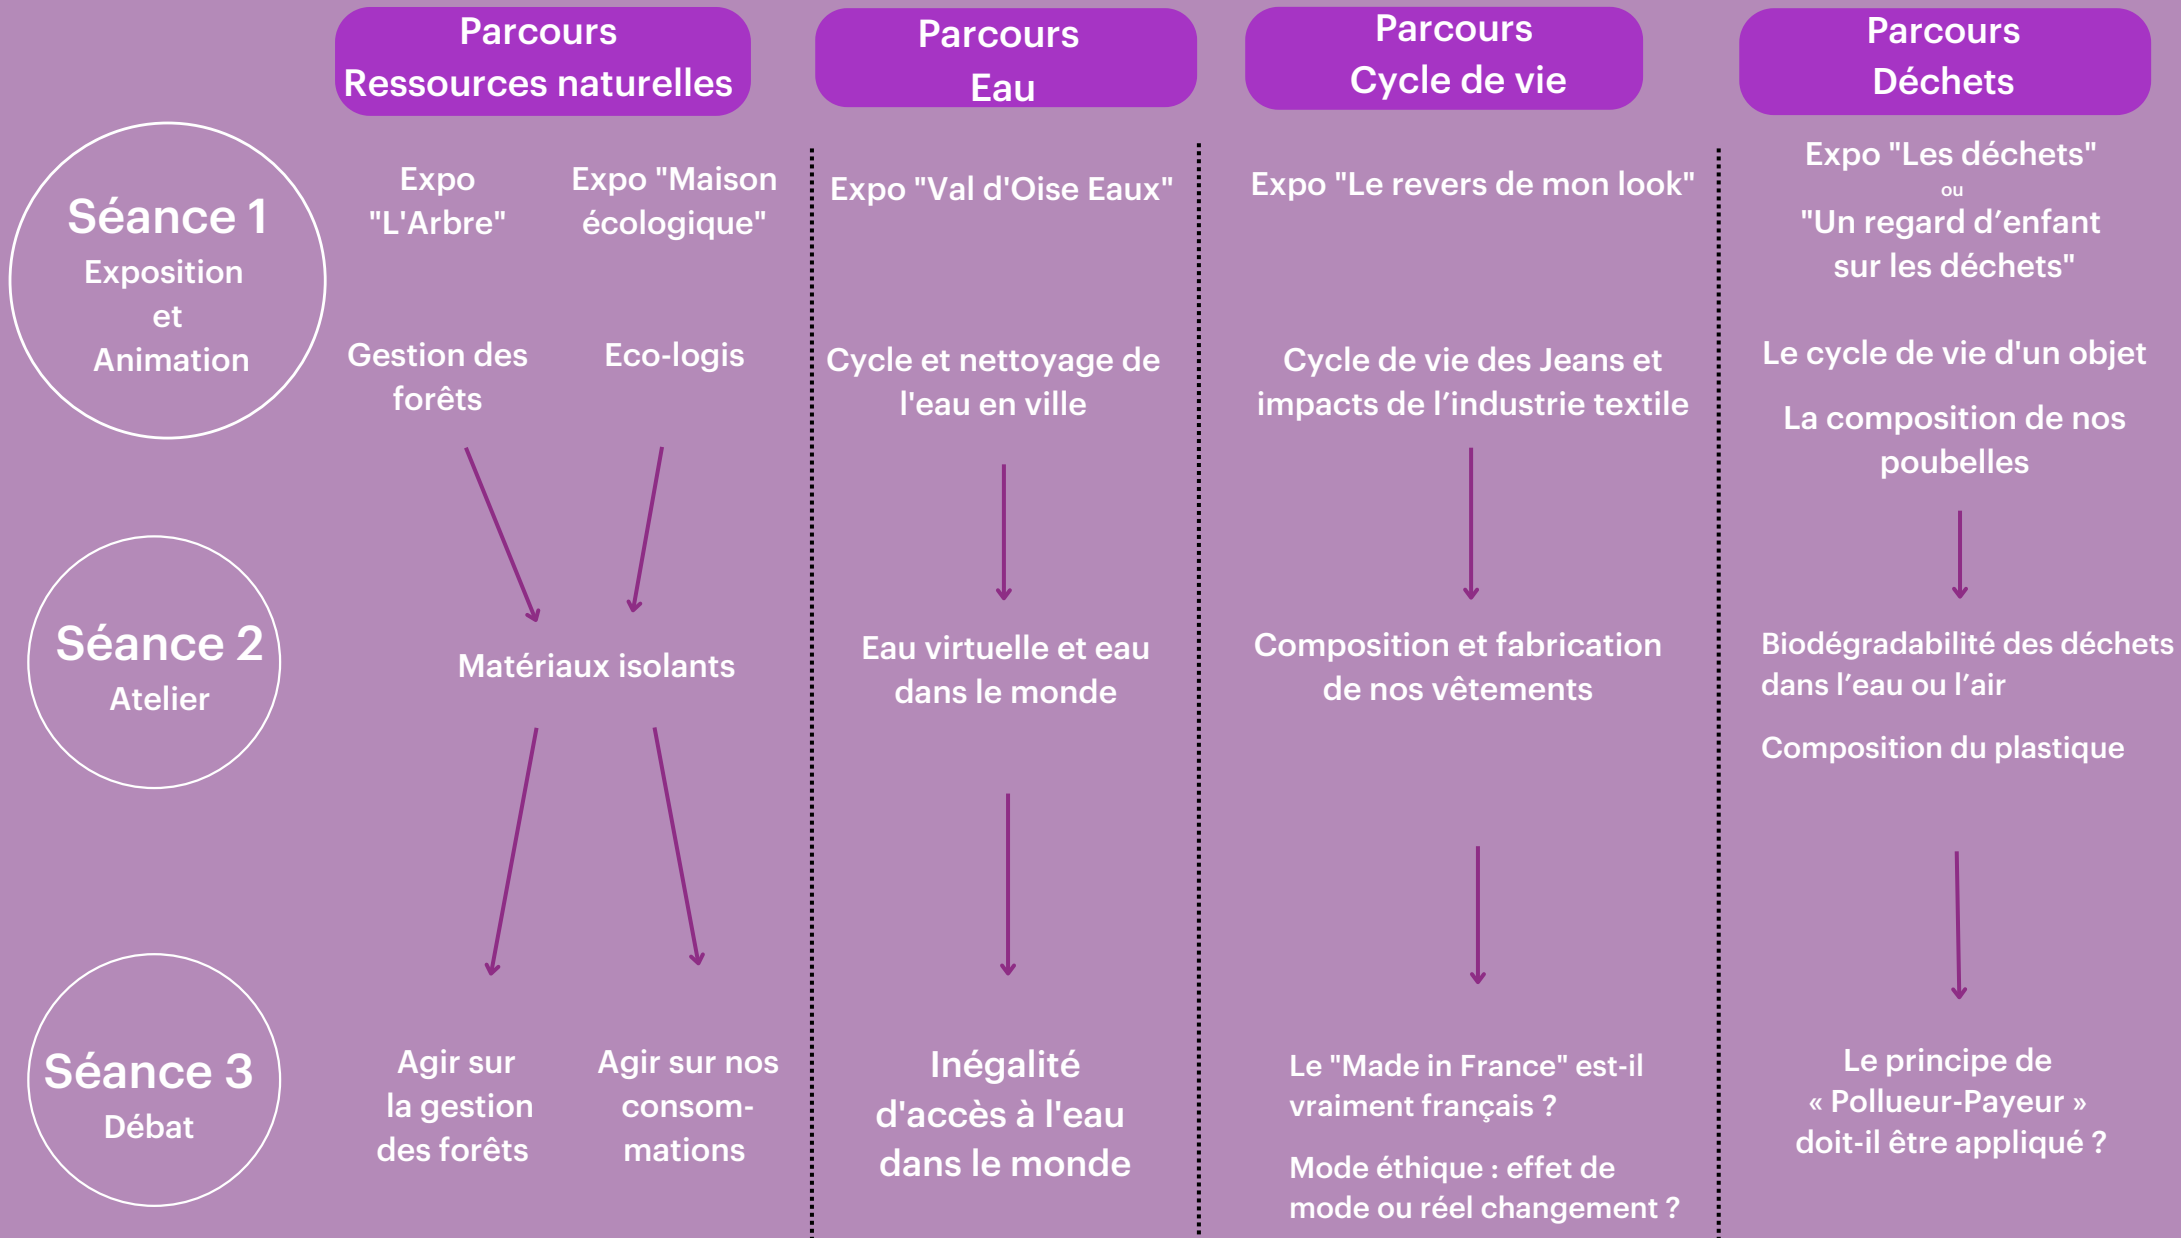 Parcours
Ressources naturelles
Parcours
Eau
Parcours
Cycle de vie
Parcours
Déchets
Séance 1
Exposition
et
Animation
Expo
"L'Arbre"
Expo "Maison
écologique"
Expo "Val d'Oise Eaux"
Expo "Le revers de mon look"
Expo "Les déchets"
ou
"Un regard d’enfant
sur les déchets"
Gestion des
forêts
Eco-logis
Cycle et nettoyage de
l'eau en ville
Cycle de vie des Jeans et
impacts de l’industrie textile
Le cycle de vie d'un objet
La composition de nos
poubelles
Séance 2
Atelier
Matériaux isolants
Eau virtuelle et eau
dans le monde
Composition et fabrication
de nos vêtements
Biodégradabilité des déchets
dans l’eau ou l’air
Composition du plastique
Séance 3
Débat
Agir sur
la gestion
des forêts
Agir sur nos
consom-
mations
Inégalité
d'accès à l'eau
dans le monde
Le "Made in France" est-il
vraiment français ?
Mode éthique : effet de
mode ou réel changement ?
Le principe de
« Pollueur-Payeur »
doit-il être appliqué ?